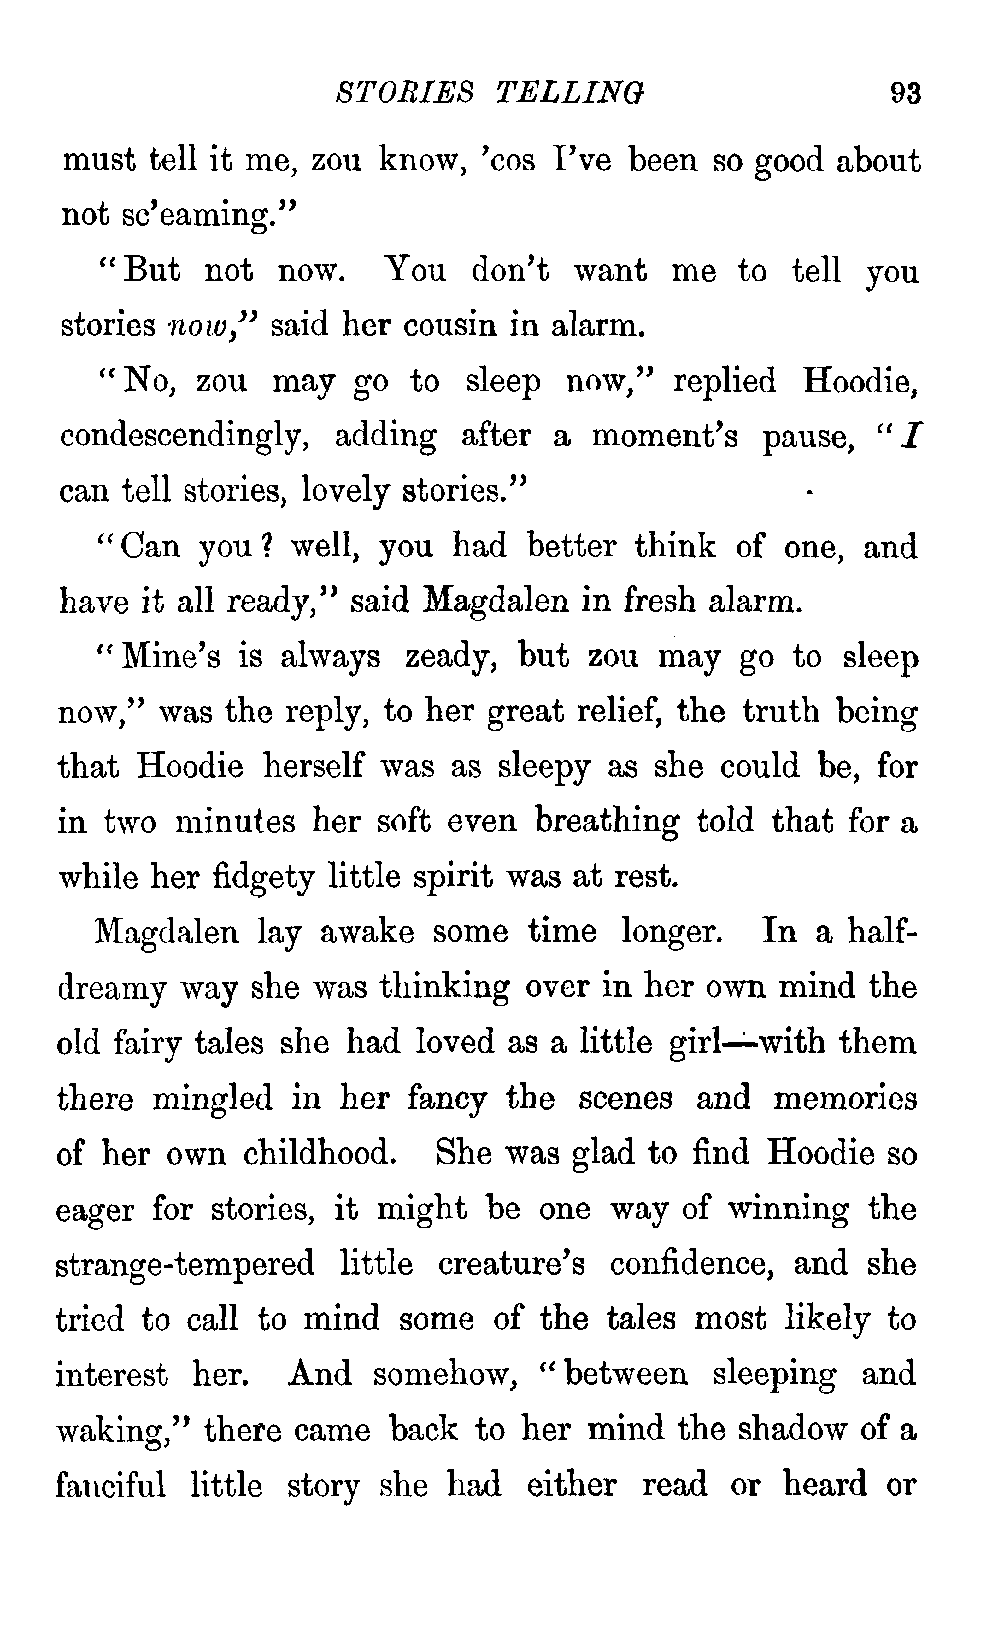 STORIES TELLING 93
must tell it me, zou know, 'cos I've been so good about
not sc'eaming."
"But not now. You don't want me to tell you
stories now," said her cousin in alarm.
"No, zou may go to sleep now," replied Hoodie,
condescendingly, adding after a moment's pause, "I
can tell stories, lovely stories."
"Can you? well, you had better think of one, and
have it all ready," said Magdalen in fresh alarm.
"Mine's is always zeady, but zou may go to sleep
now," was the reply, to her great relief, the truth being
that Hoodie herself was as sleepy as she could be, for
in two minutes her soft even breathing told that for a
while her fidgety little spirit was at rest.
Magdalen lay awake some time longer. In a half-
dreamy way she was thinking over in her own mind the
old fairy tales she had loved as a little girl—with them
there mingled in her fancy the scenes and memories
of her own childhood. She was glad to find Hoodie so
eager for stories, it might be one way of winning the
strange-tempered little creature's confidence, and she
tried to call to mind some of the tales most likely to
interest her. And somehow, "between sleeping and
waking," there came back to her mind the shadow of a
fanciful little story she had either read or heard or